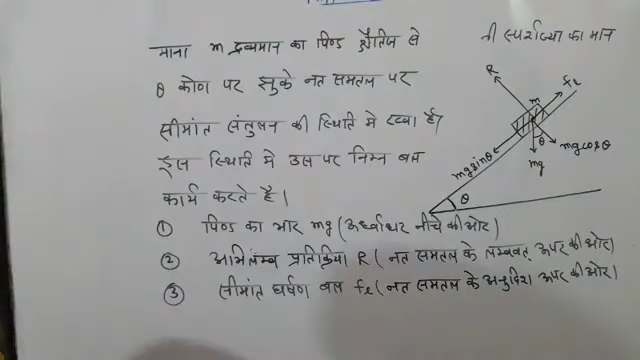 माना m द्रव्यमान का पिण्ड क्षैतिज से
नी स्पर्शज्या का मान
θ कोण पर झुके नत समतल पर
सीमांत संतुलन की स्थिति मे रखा है।
इस स्थिति मे उस पर निम्न बल
कार्य करते है।
R
fl
m
θ
mg sinθ
mg
mg cosθ
θ
① पिण्ड का भार mg (ऊर्ध्वाधर नीचे की ओर)
② अभिलम्ब प्रतिक्रिया R (नत समतल के लम्बवत् ऊपर की ओर)
③ सीमांत घर्षण बल fl (नत समतल के अनुदिश ऊपर की ओर)